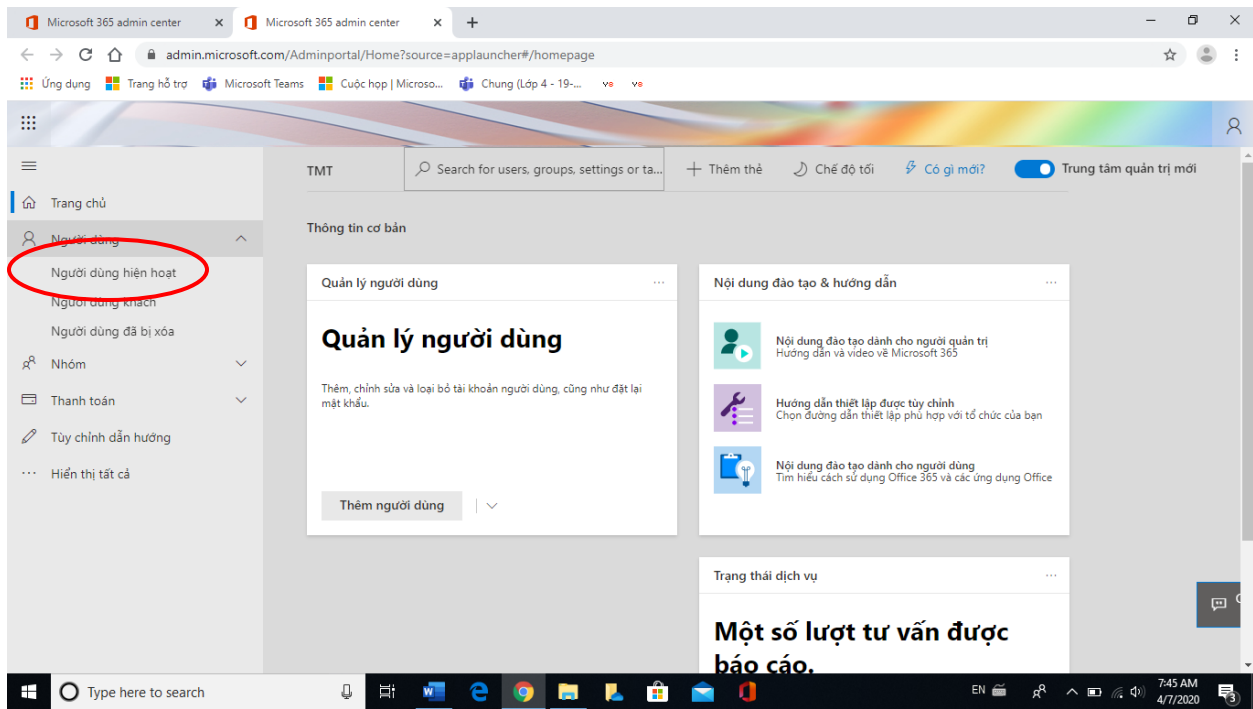 Microsoft 365 admin center
Microsoft 365 admin center
admin.microsoft.com/Adminportal/Home?source=applauncher#/homepage
Ứng dụng Trang hỗ trợ Microsoft Teams Cuộc họp | Microso... Chung (Lớp 4 - 19-...
TMT
Search for users, groups, settings or ta...
Thêm thẻ
Chế độ tối
Có gì mới?
Trung tâm quản trị mới
Trang chủ
Người dùng
Người dùng hiện hoạt
Người dùng khách
Người dùng đã bị xóa
Nhóm
Thanh toán
Tùy chỉnh dẫn hướng
Hiển thị tất cả
Thông tin cơ bản
Quản lý người dùng
Quản lý người dùng
Thêm, chỉnh sửa và loại bỏ tài khoản người dùng, cũng như đặt lại
mật khẩu.
Thêm người dùng
Nội dung đào tạo & hướng dẫn
Nội dung đào tạo dành cho người quản trị
Hướng dẫn và video về Microsoft 365
Hướng dẫn thiết lập được tùy chỉnh
Chọn đường dẫn thiết lập phù hợp với tổ chức của bạn
Nội dung đào tạo dành cho người dùng
Tìm hiểu cách sử dụng Office 365 và các ứng dụng Office
Trạng thái dịch vụ
Một số lượt tư vấn được
báo cáo.
Type here to search
EN
7:45 AM
4/7/2020
3